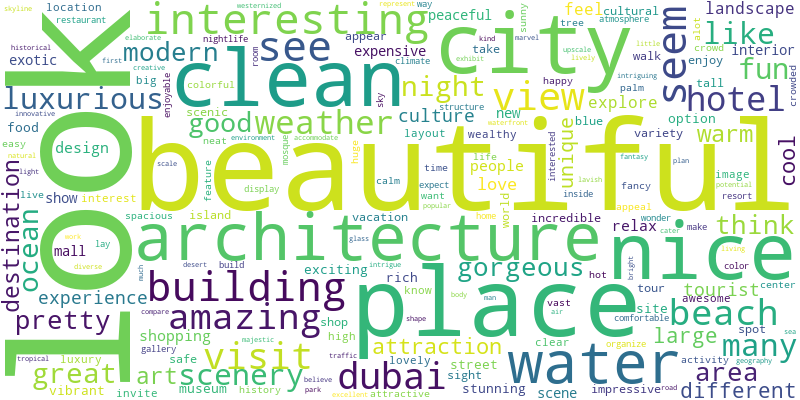 skyline
location
restaurant
elaborate
westernized
represent
way
sunny
feel
cultural
atmosphere
landscape
historical
first
nightlife
room
interesting
appear
peaceful
city
tree
kind
marvel
little
alot
crowd
interior
exotic
modern
creative
see
expensive
climate
take
upscale
lively
seem
like
walk
enjoy
crowded
big
enjoyable
colorful
clean
sky
night
exhibit
intriguing
happy
view
palm
tall
fun
luxurious
innovative
scenic
structure
explore
hotel
food
good
weather
culture
new
blue
option
easy
neat
environment
accommodate
layout
wealthy
unique
variety
warm
look
design
mosque
huge
waterfront
natural
light
scale
feature
beautiful
time
life
people
interested
fantasy
plan
image
potential
cool
live
show
interest
display
calm
expect
want
popular
love
inside
lavish
fancy
resort
destination
ocean
spacious
island
vacation
home
world
incredible
appeal
wonder
relax
cater
make
think
work
mall
lay
diverse
architecture
glass
nice
living
color
center
experience
much
desert
build
intrigue
exciting
rich
gorgeous
hot
bright
tour
tourist
building
know
body
man
vast
air
site
comfortable
awesome
geography
sea
pretty
compare
amazing
shop
shape
place
beach
spot
shopping
gallery
majestic
high
traffic
attraction
clear
organize
large
many
tropical
luxury
safe
visit
lovely
street
water
activity
area
great
art
scenery
believe
dubai
sight
stunning
vibrant
invite
museum
history
park
excellent
attractive
scene
impressive
road
different